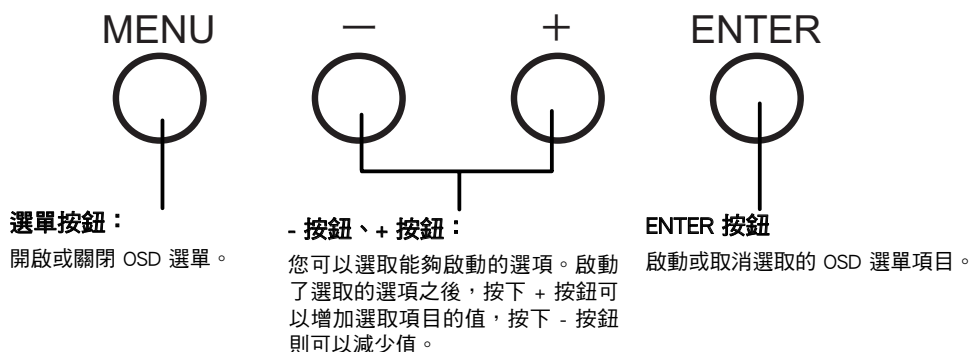 MENU
－
＋
ENTER
選單按鈕：
開啟或關閉 OSD 選單。
- 按鈕、+ 按鈕：
您可以選取能夠啟動的選項。啟動
了選取的選項之後，按下 + 按鈕可
以增加選取項目的值，按下 - 按鈕
則可以減少值。
ENTER 按鈕
啟動或取消選取的 OSD 選單項目。